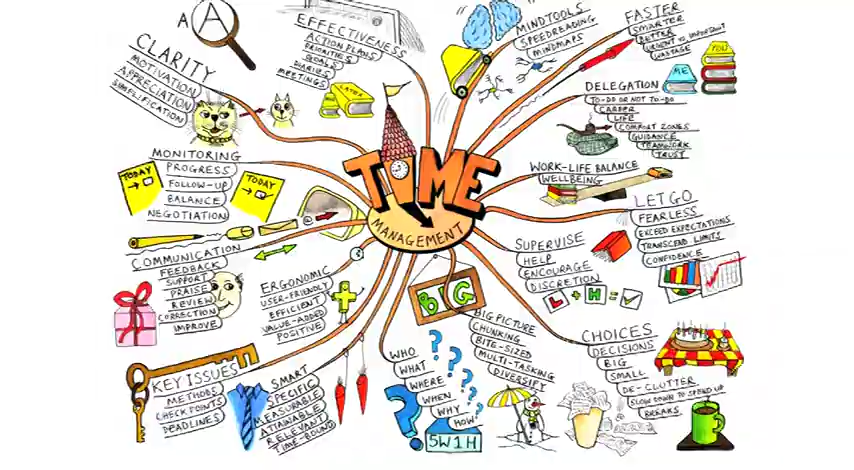 TIME
MANAGEMENT
A
A
CLARITY
MOTIVATION
APPRECIATION
SIMPLIFICATION
EFFECTIVENESS
ACTION PLANS
PRIORITIES
GOALS
DIARIES
MEETINGS
LATER
MINDTOOLS
SPEEDREADING
MINDMAPS
FASTER
SMARTER
BETTER
URGENT VS IMPORTANT
WASTAGE
YOU
ME
DELEGATION
TO-DO OR NOT TO-DO
CAREER
LIFE
COMFORT ZONES
GUIDANCE
TEAMWORK
TRUST
WORK-LIFE BALANCE
WELLBEING
LET GO
FEARLESS
EXCEED EXPECTATIONS
TRANSCEND LIMITS
CONFIDENCE
SUPERVISE
HELP
ENCOURAGE
DISCRETION
L + H = ✓
CHOICES
DECISIONS
BIG
SMALL
DE-CLUTTER
SLOW DOWN TO SPEED UP
BREAKS
BIG
BIG PICTURE
CHUNKING
BITE-SIZED
MULTI-TASKING
DIVERSIFY
WHO
WHAT
WHERE
WHEN
WHY
HOW
5W1H
SMART
SPECIFIC
MEASURABLE
ATTAINABLE
RELEVANT
TIME-BOUND
KEY ISSUES
METHODS
CHECKPOINTS
DEADLINES
ERGONOMIC
USER-FRIENDLY
EFFICIENT
VALUE-ADDED
POSITIVE
COMMUNICATION
FEEDBACK
SUPPORT
PRAISE
REVIEW
CORRECTION
IMPROVE
MONITORING
PROGRESS
FOLLOW-UP
BALANCE
NEGOTIATION
TODAY
TODAY